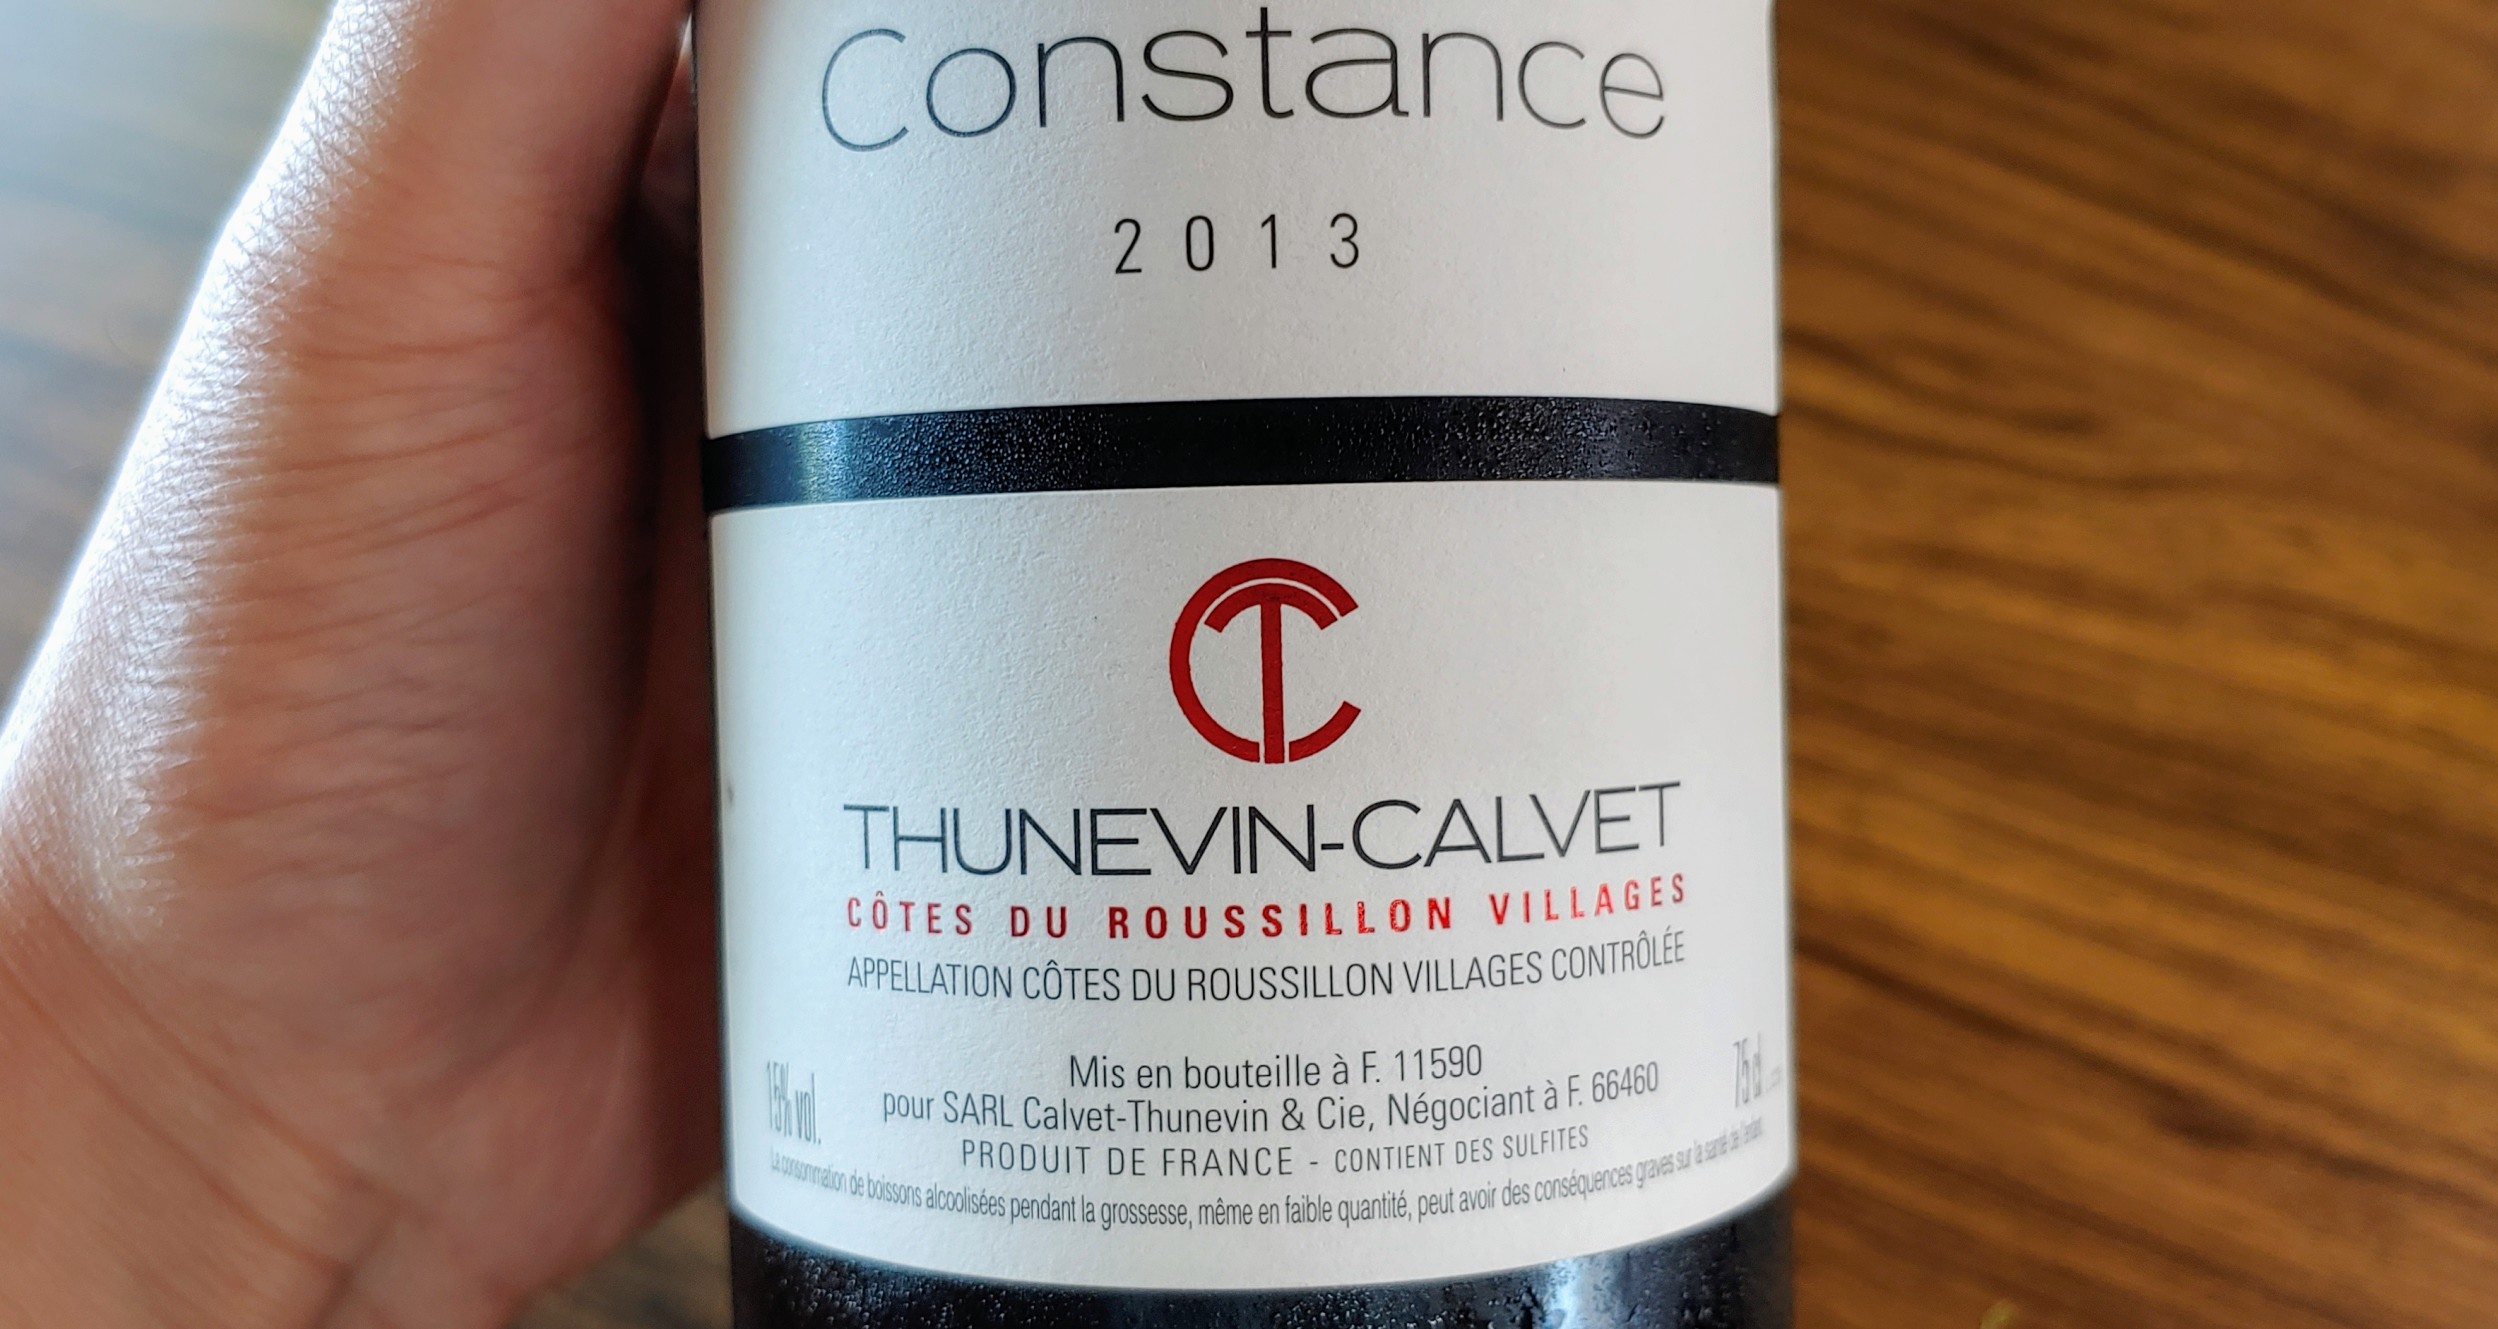 Constance
2013
TC
THUNEVIN-CALVET
CÔTES DU ROUSSILLON VILLAGES
APPELLATION CÔTES DU ROUSSILLON VILLAGES CONTRÔLÉE
Mis en bouteille à F. 11590
pour SARL Calvet-Thunevin & Cie, Négociant à F. 66460
15% vol.
75 cl
PRODUIT DE FRANCE - CONTIENT DES SULFITES
La consommation de boissons alcoolisées pendant la grossesse, même en faible quantité, peut avoir des conséquences graves sur la santé de l'enfant.